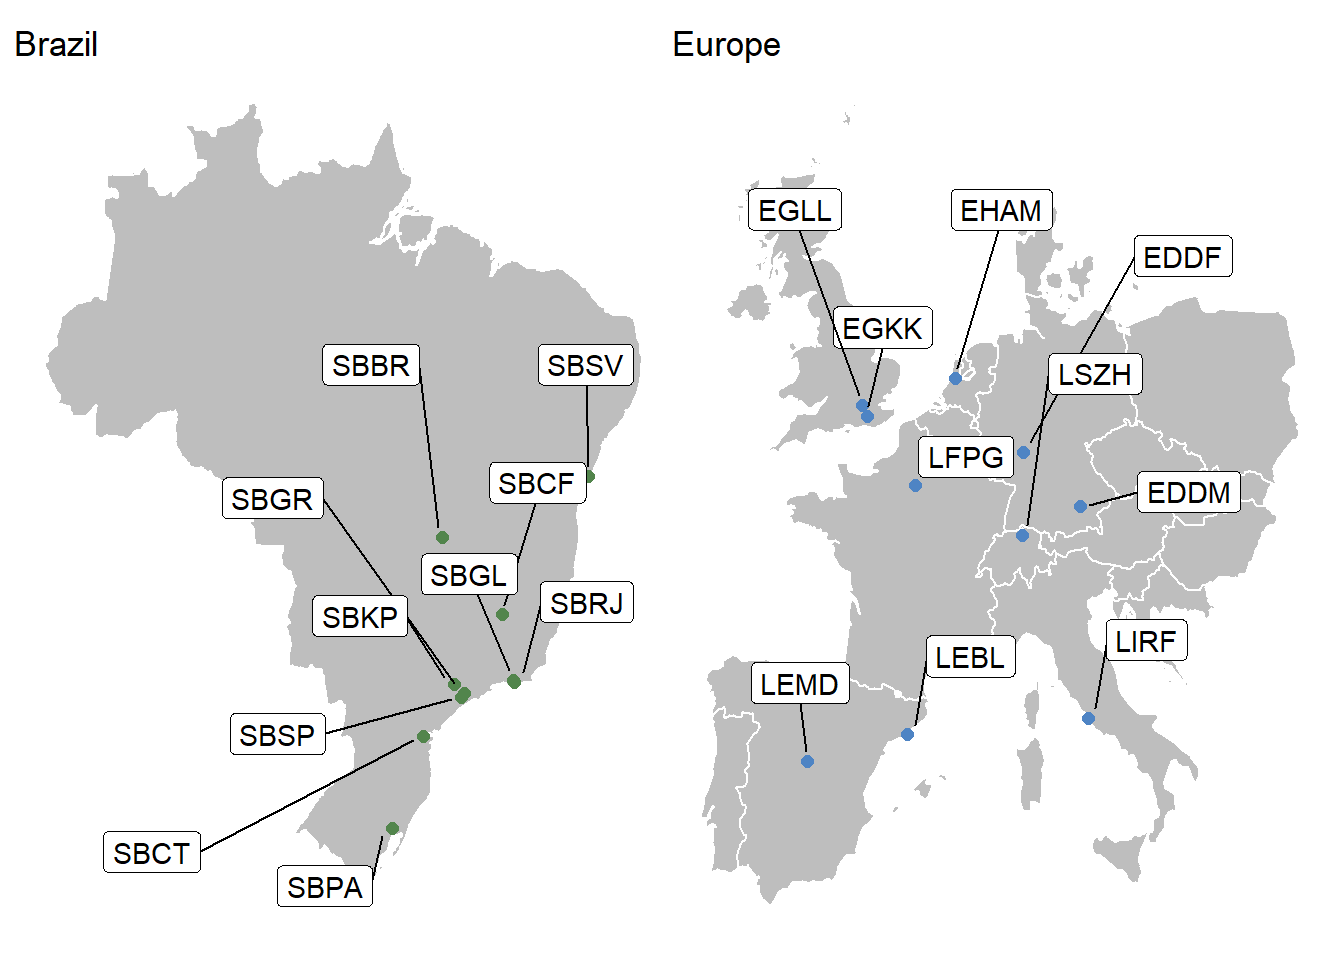 Brazil
SBBR
SBSV
SBCF
SBGR
SBGL
SBRJ
SBKP
SBSP
SBCT
SBPA
Europe
EGLL
EHAM
EDDF
EGKK
LSZH
LFPG
EDDM
LIRF
LEBL
LEMD